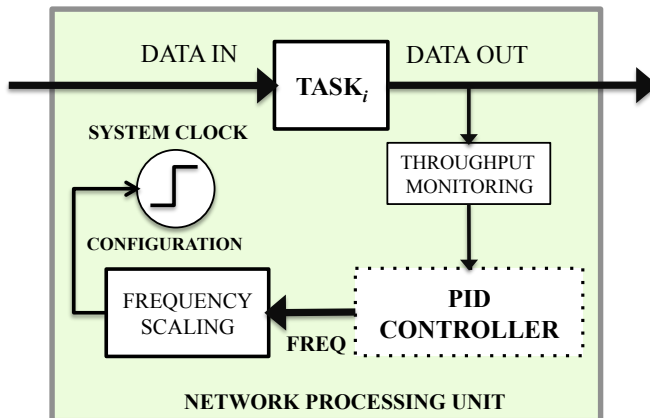 DATA IN
TASKi
DATA OUT
SYSTEM CLOCK
THROUGHPUT
MONITORING
CONFIGURATION
FREQUENCY
SCALING
FREQ
PID
CONTROLLER
NETWORK PROCESSING UNIT